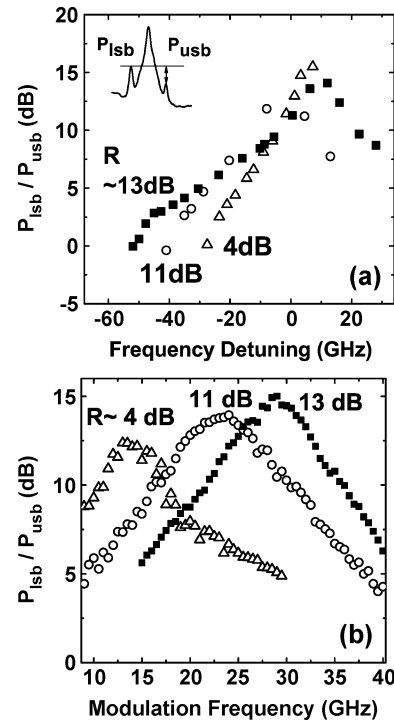 P_lsb P_usb
R
~13dB
11dB
4dB
(a)
P_lsb / P_usb (dB)
20
15
10
5
0
5
-60 -40 -20 0 20
Frequency Detuning (GHz)
R~ 4 dB
11 dB
13 dB
(b)
P_lsb / P_usb (dB)
15
10
5
0
10 15 20 25 30 35 40
Modulation Frequency (GHz)